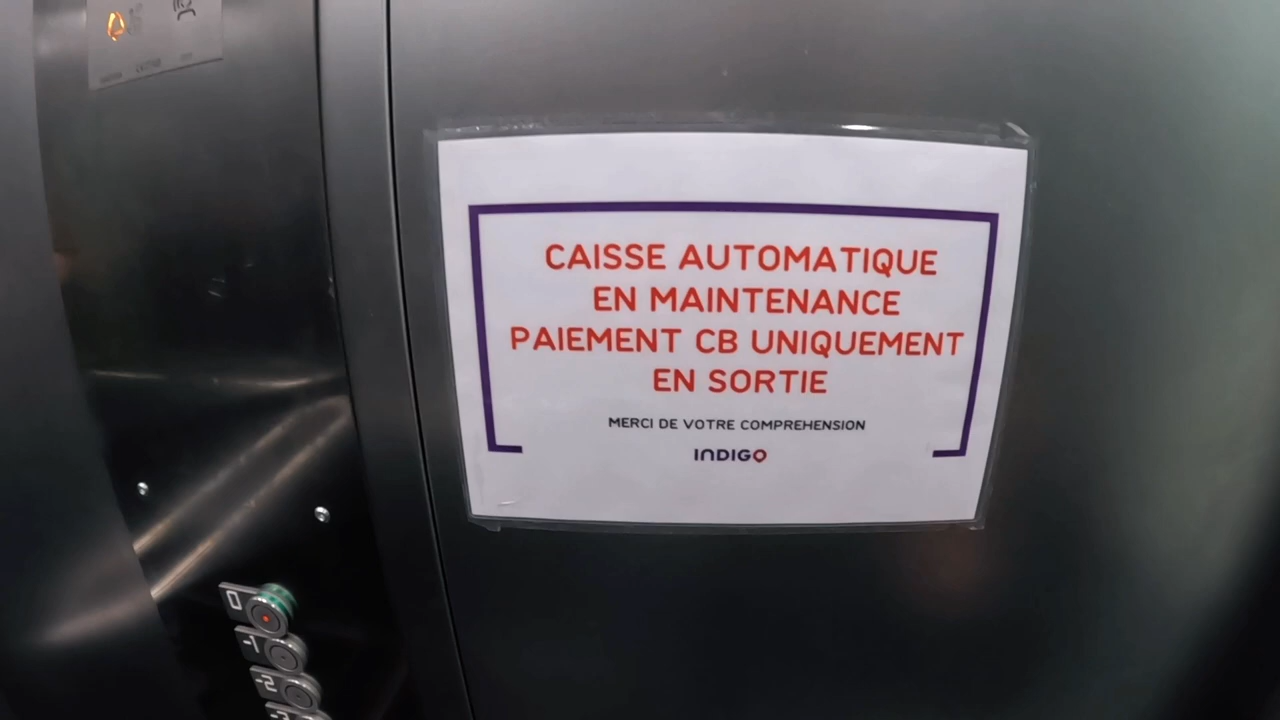 CAISSE AUTOMATIQUE
EN MAINTENANCE
PAIEMENT CB UNIQUEMENT
EN SORTIE
MERCI DE VOTRE COMPREHENSION
INDIGO
0
-1
-2